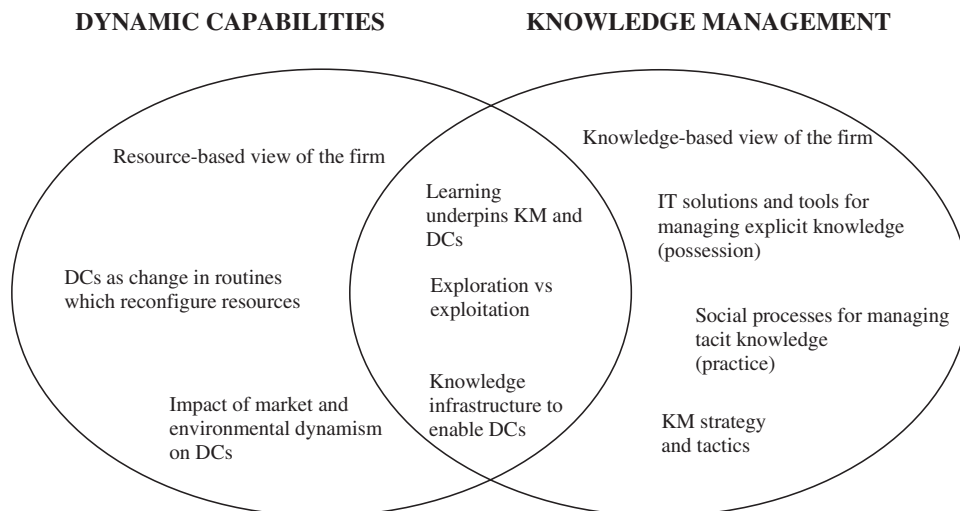 DYNAMIC CAPABILITIES
KNOWLEDGE MANAGEMENT
Resource-based view of the firm
DCs as change in routines
which reconfigure resources
Impact of market and
environmental dynamism
on DCs
Learning
underpins KM and
DCs
Exploration vs
exploitation
Knowledge
infrastructure to
enable DCs
Knowledge-based view of the firm
IT solutions and tools for
managing explicit knowledge
(possession)
Social processes for managing
tacit knowledge
(practice)
KM strategy
and tactics